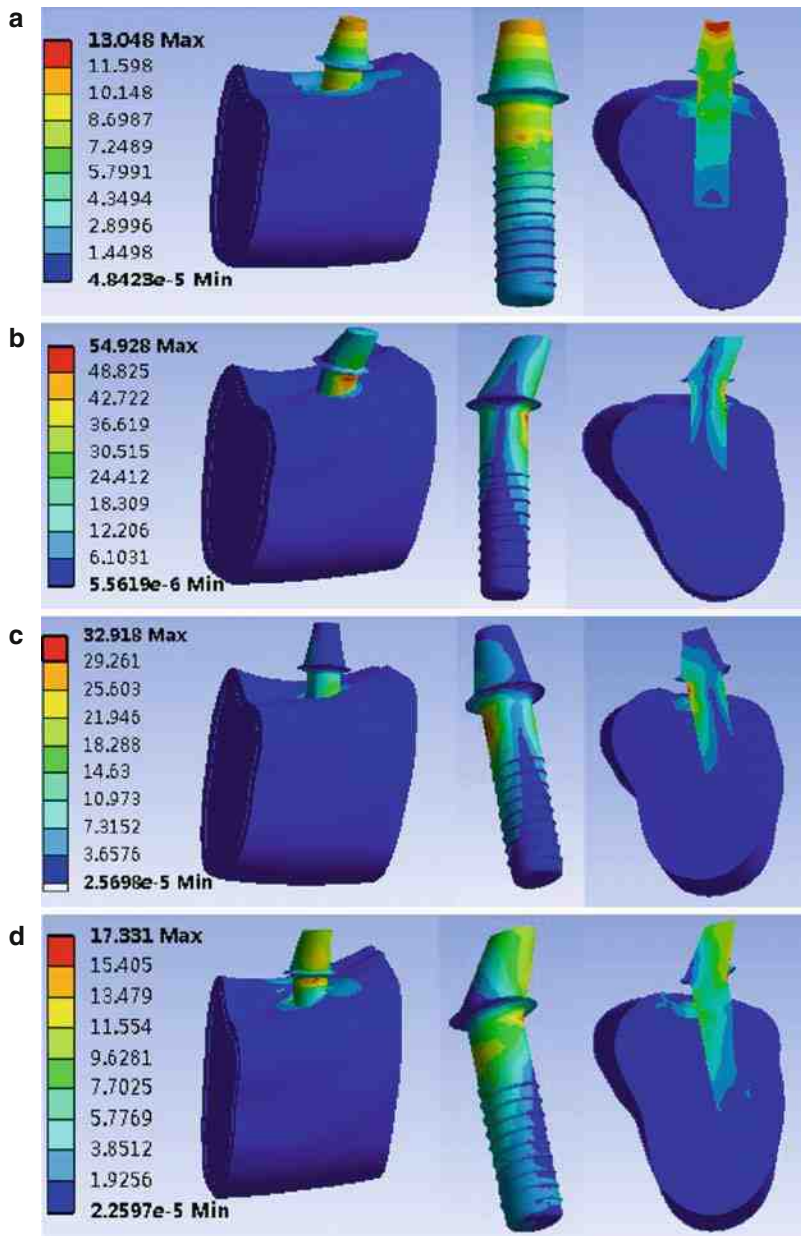 a
13.048 Max
11.598
10.148
8.6987
7.2489
5.7991
4.3494
2.8996
1.4498
4.8423e-5 Min
b
54.928 Max
48.825
42.722
36.619
30.515
24.412
18.309
12.206
6.1031
5.5619e-6 Min
c
32.918 Max
29.261
25.603
21.946
18.288
14.63
10.973
7.3152
3.6576
2.5698e-5 Min
d
17.331 Max
15.405
13.479
11.554
9.6281
7.7025
5.7769
3.8512
1.9256
2.2597e-5 Min